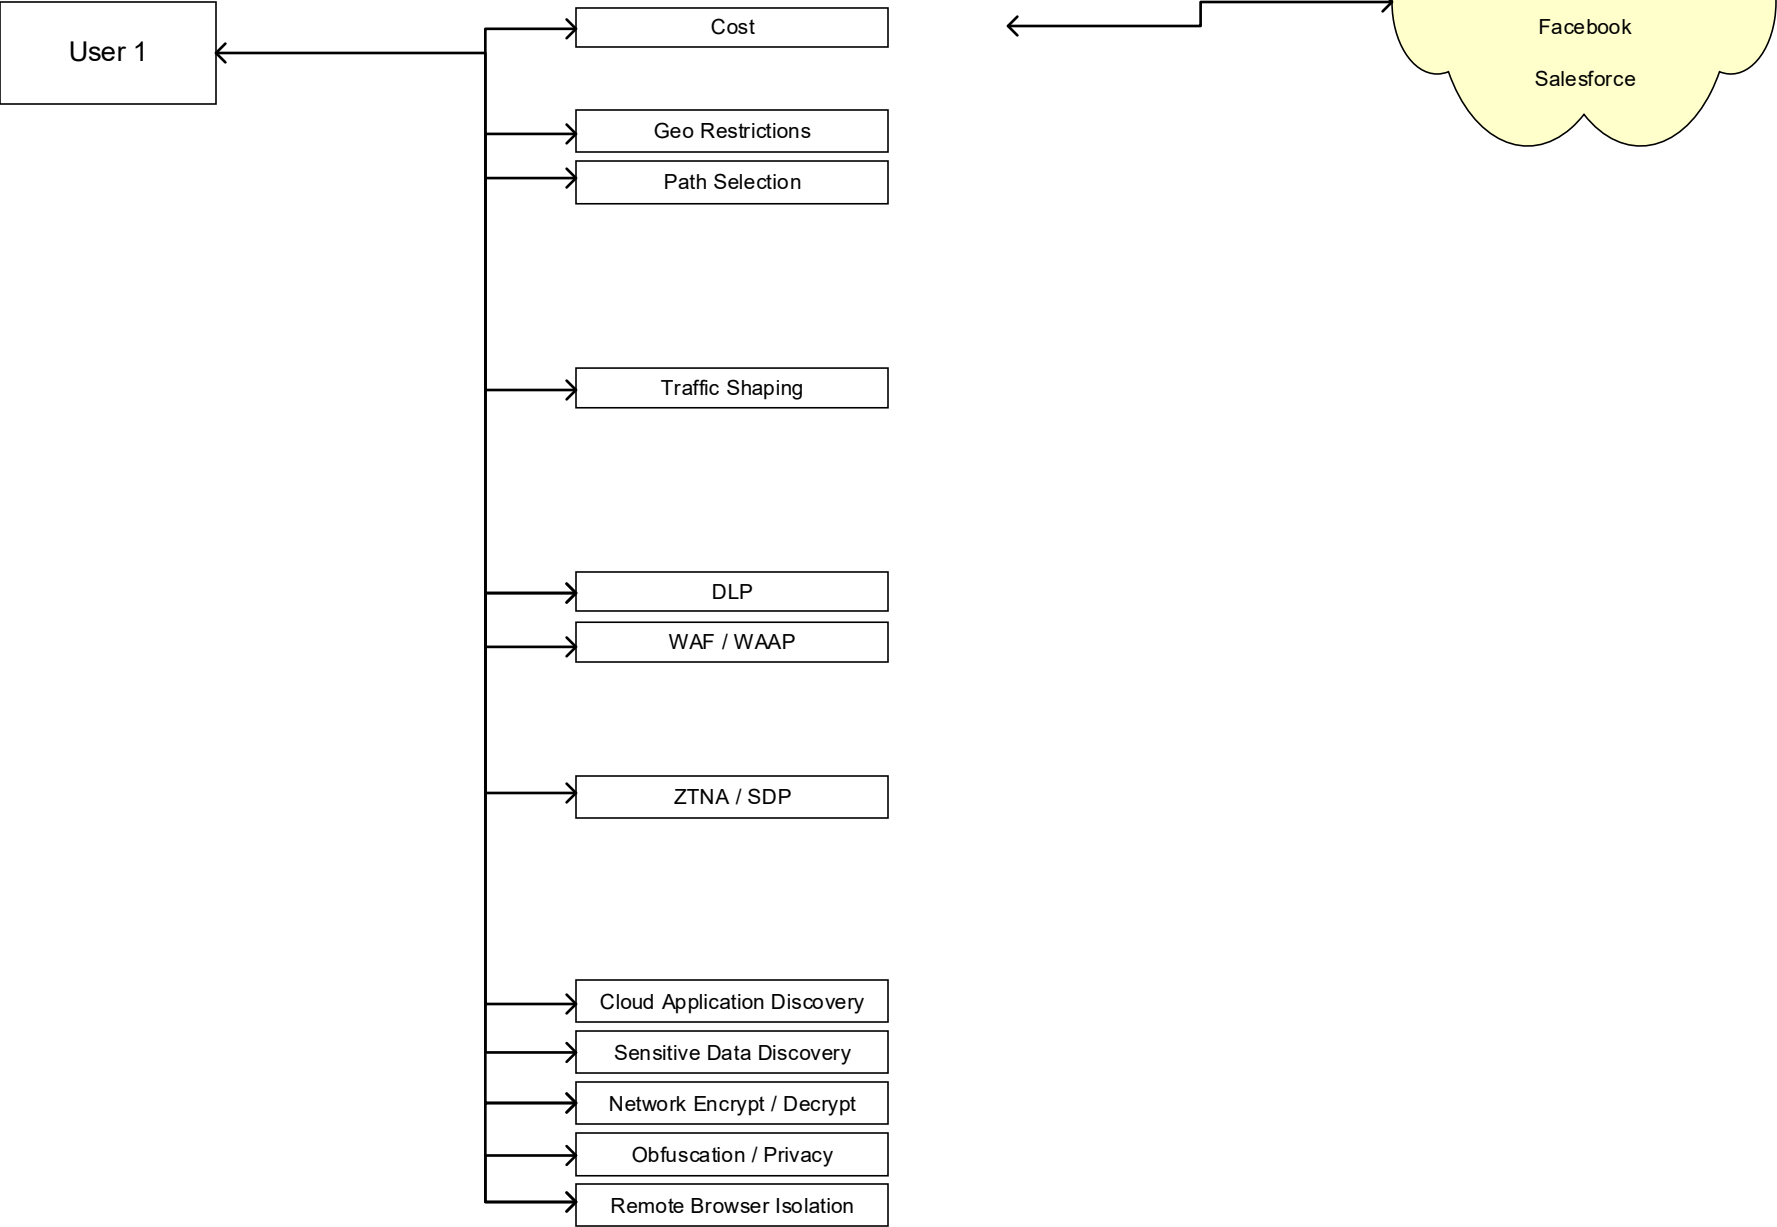 User 1
Cost
Geo Restrictions
Path Selection
Traffic Shaping
DLP
WAF / WAAP
ZTNA / SDP
Cloud Application Discovery
Sensitive Data Discovery
Network Encrypt / Decrypt
Obfuscation / Privacy
Remote Browser Isolation
Facebook
Salesforce